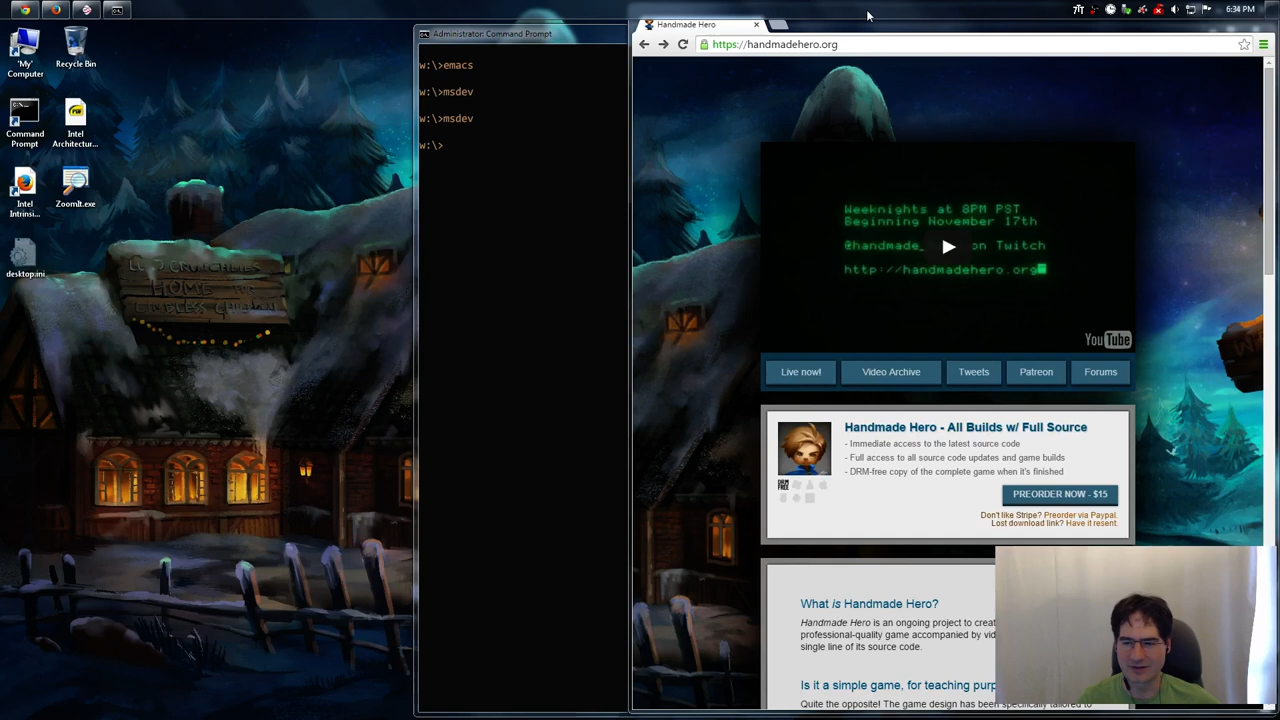 6:34 PM
'My'
Computer
Recycle Bin
Command
Prompt
Intel
Architectur...
Intel
Intrinsi...
ZoomIt.exe
desktop.ini
HOME FOR
Administrator: Command Prompt
w:\>emacs
w:\>msdev
w:\>msdev
w:\>
Handmade Hero
https://handmadehero.org
Weeknights at 8PM PST
Beginning November 17th
@handmade_ on Twitch
http://handmadehero.org
YouTube
Live now!
Video Archive
Tweets
Patreon
Forums
Handmade Hero - All Builds w/ Full Source
- Immediate access to the latest source code
- Full access to all source code updates and game builds
- DRM-free copy of the complete game when it's finished
DRM
FREE
PREORDER NOW - $15
Don't like Stripe? Preorder via Paypal.
Lost download link? Have it resent.
What is Handmade Hero?
Handmade Hero is an ongoing project to creat
professional-quality game accompanied by vid
single line of its source code.
Is it a simple game, for teaching purp
Quite the opposite! The game design has been specifically tailored to